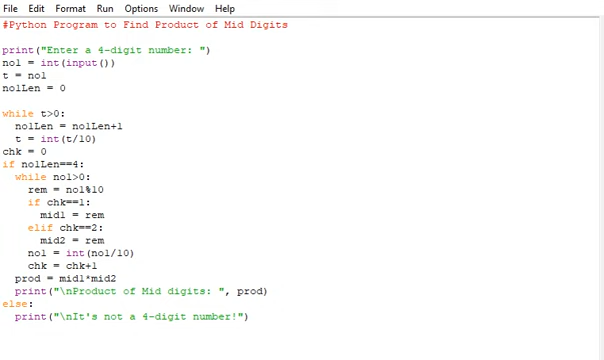 File Edit Format Run Options Window Help
#Python Program to Find Product of Mid Digits

print("Enter a 4-digit number: ")
no1 = int(input())
t = no1
no1Len = 0

while t>0:
  no1Len = no1Len+1
  t = int(t/10)
chk = 0
if no1Len==4:
  while no1>0:
    rem = no1%10
    if chk==1:
      mid1 = rem
    elif chk==2:
      mid2 = rem
    no1 = int(no1/10)
    chk = chk+1
  prod = mid1*mid2
  print("\nProduct of Mid digits: ", prod)
else:
  print("\nIt's not a 4-digit number!")